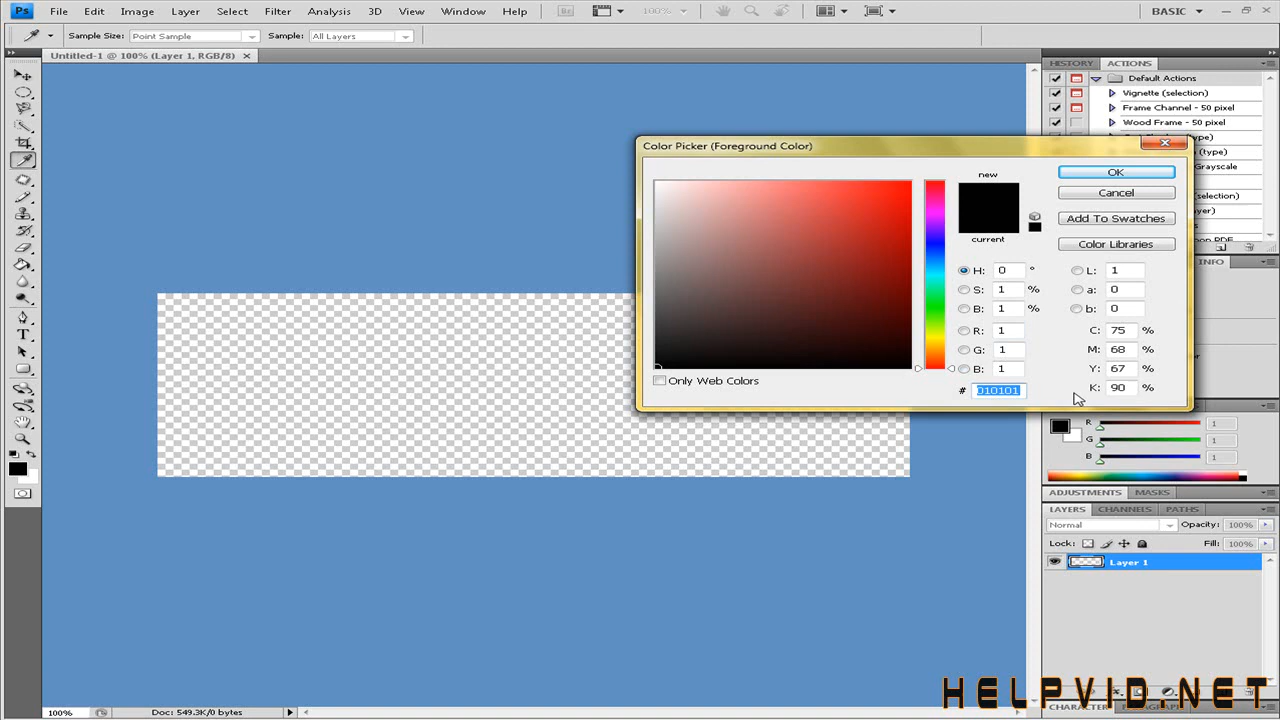 Ps File Edit Image Layer Select Filter Analysis 3D View Window Help Br 100% BASIC
Sample Size: Point Sample Sample: All Layers
Untitled-1 @ 100% (Layer 1, RGB/8)
HISTORY ACTIONS
Default Actions
Vignette (selection)
Frame Channel - 50 pixel
Wood Frame - 50 pixel
(type)
(type)
Grayscale
(selection)
INFO
Color Picker (Foreground Color)
new
current
OK
Cancel
Add To Swatches
Color Libraries
H: 0 ° L: 1
S: 1 % a: 0
B: 1 % b: 0
R: 1 C: 75 %
G: 1 M: 68 %
B: 1 Y: 67 %
# 010101 K: 90 %
Only Web Colors
R 1
G 1
B 1
ADJUSTMENTS MASKS
LAYERS CHANNELS PATHS
Normal Opacity: 100%
Lock: Fill: 100%
Layer 1
HELPVID.NET
100% Doc: 549.3K/0 bytes
CHARACTER PARAGRAPH